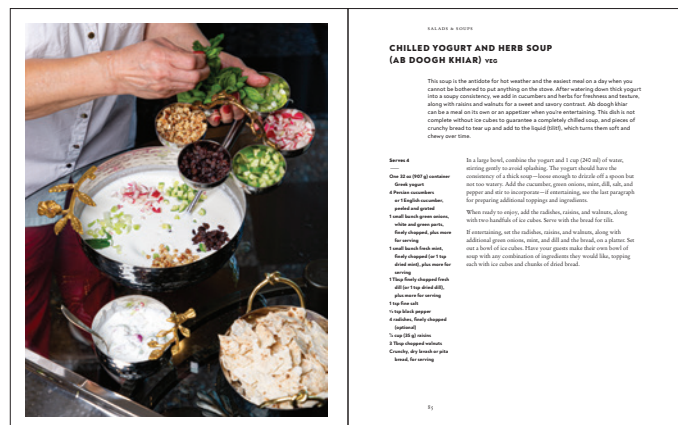 SALADS & SOUPS
CHILLED YOGURT AND HERB SOUP
(AB DOOGH KHIAR) VEG
This soup is the antidote for hot weather and the easiest meal on a day when you
cannot be bothered to put anything on the stove. After watering down thick yogurt
into a soupy consistency, we add in cucumbers and herbs for freshness and texture,
along with raisins and walnuts for a sweet and savory contrast. Ab doogh khiar
can be a meal on its own or an appetizer when you're entertaining. This dish is not
complete without ice cubes to guarantee a completely chilled soup, and pieces of
crunchy bread to tear up and add to the liquid (tilit!), which turns them soft and
chewy over time.
Serves 4
One 32 oz (907 g) container
Greek yogurt
4 Persian cucumbers
or 1 English cucumber,
peeled and grated
1 small bunch green onions,
white and green parts,
finely chopped, plus more
for serving
1 small bunch fresh mint,
finely chopped (or 1 tsp
dried mint), plus more for
serving
1 Tbsp finely chopped fresh
dill (or 1 tsp dried dill),
plus more for serving
1 tsp fine salt
tsp black pepper
4 radishes, finely chopped
(optional)
cup (35 g) raisins
3 Tbsp chopped walnuts
Crunchy, dry lavash or pita
bread, for serving
In a large bowl, combine the yogurt and 1 cup (240 ml) of water,
stirring gently to avoid splashing. The yogurt should have the
consistency of a thick soup—loose enough to drizzle off a spoon but
not too watery. Add the cucumber, green onions, mint, dill, salt, and
pepper and stir to incorporate—if entertaining, see the last paragraph
for preparing additional toppings and ingredients.
When ready to enjoy, add the radishes, raisins, and walnuts, along
with two handfuls of ice cubes. Serve with the bread for tilit.
If entertaining, set the radishes, raisins, and walnuts, along with
additional green onions, mint, and dill and the bread, on a platter. Set
out a bowl of ice cubes. Have your guests make their own bowl of
soup with any combination of ingredients they would like, topping
each with ice cubes and chunks of dried bread.
85